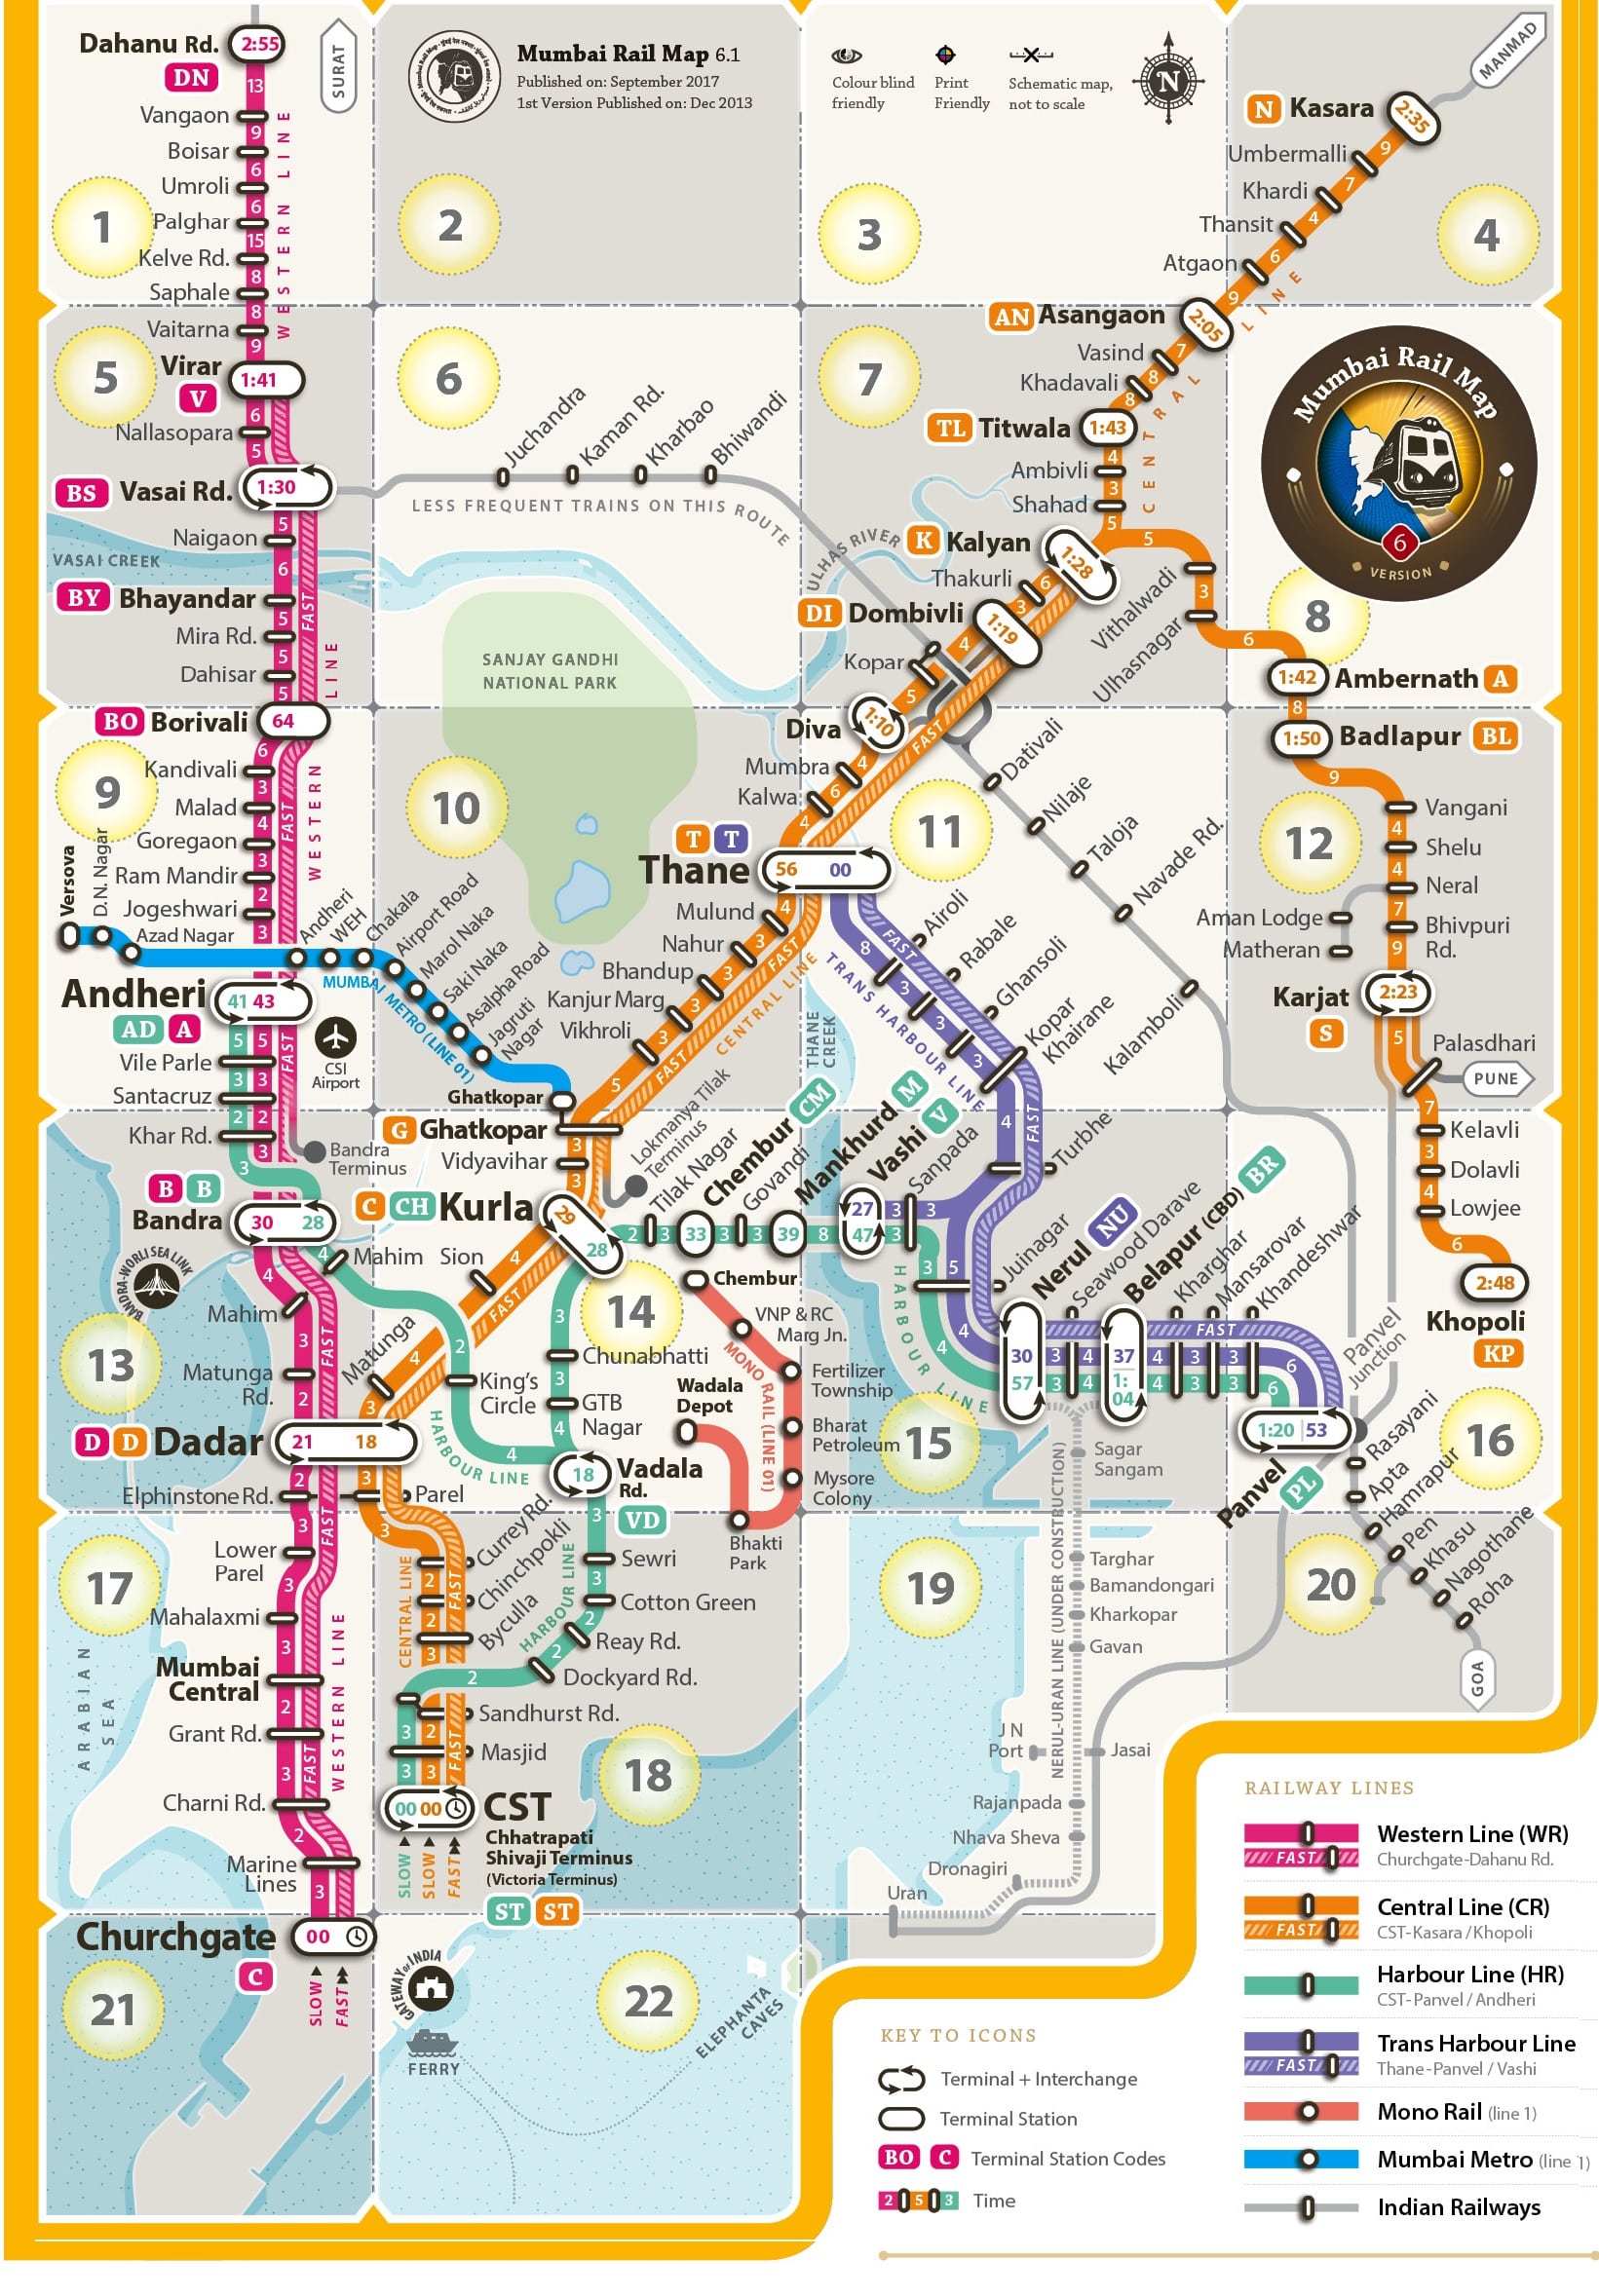 Dahanu Rd.
2:55
DN
13
Vangaon
9
Boisar
6
Umroli
6
Palghar
15
Kelve Rd.
8
Saphale
8
Vaitarna
9
WESTERN LINE
SURAT
Mumbai Rail Map 6.1
Published on: September 2017
1st Version Published on: Dec 2013
Colour blind
friendly
Print
Friendly
Schematic map,
not to scale
N
MANMAD
N Kasara
2:35
9
Umbermalli
7
Khardi
4
Thansit
6
Atgaon
9
1
2
3
4
AN Asangaon
2:05
7
Vasind
8
Khadavali
8
TL Titwala
1:43
4
Ambivli
3
Shahad
5
CENTRAL LINE
Mumbai Rail Map
6
VERSION
5
6
7
8
Virar
1:41
V
6
Nallasopara
5
BS Vasai Rd.
1:30
5
Naigaon
VASAI CREEK
6
BY Bhayandar
FAST
5
Mira Rd.
5
Dahisar
5
LINE
Juchandra
Kaman Rd.
Kharbao
Bhiwandi
LESS FREQUENT TRAINS ON THIS ROUTE
ULHAS RIVER
SANJAY GANDHI
NATIONAL PARK
K Kalyan
1:28
5
Thakurli
6
3
DI Dombivli
1:19
4
Kopar
5
Vithalwadi
3
Ulhasnagar
6
1:42
Ambernath A
8
1:50
Badlapur BL
9
Vangani
4
Shelu
4
Neral
7
Bhivpuri
Rd.
9
Aman Lodge
Matheran
Karjat
2:23
S
5
Palasdhari
PUNE
7
Kelavli
3
Dolavli
4
Lowjee
6
2:48
Khopoli
KP
9
10
11
12
BO Borivali
64
6
Kandivali
3
Malad
4
Goregaon
3
Ram Mandir
2
Jogeshwari
3
FAST
WESTERN
Versova
D.N. Nagar
Azad Nagar
Andheri
WEH
Chakala
Airport Road
Marol Naka
Saki Naka
Asalpha Road
Jagruti
Nagar
Ghatkopar
MUMBAI METRO (LINE 01)
Andheri
41 43
AD A
5 5
Vile Parle
3 3
Santacruz
2 2
Khar Rd.
3
3
FAST
CSI
Airport
Bandra
Terminus
B B
Bandra
30 28
Diva
1:10
Mumbra
4
Kalwa
6
4
FAST
T T
Thane
56 00
Mulund
4
Nahur
3
Bhandup
3
Kanjur Marg
3
Vikhroli
3
5
FAST
CENTRAL LINE
G Ghatkopar
3
Vidyavihar
3
Lokmanya Tilak
Terminus
C CH Kurla
29
28
Dativali
Nilaje
Taloja
Navade Rd.
Kalamboli
Airoli
Rabale
Ghansoli
Kopar
Khairane
8
3
3
3
4
FAST
FAST
TRANS HARBOUR LINE
THANE
CREEK
Turbhe
Tilak Nagar
Chembur CM
Govandi
Mankhurd M
Vashi V
Sanpada
2
3
33
3
3
39
8
27
47
3
3
3
3
5
4
4
Juinagar
Nerul NU
30
57
Seawood Darave
Belapur (CBD) BR
37
1:
04
Kharghar
Mansarovar
Khandeshwar
3 4
3 4
4 3 3
4 3 3
6
6
FAST
1:20 53
Panvel
PL
Panvel
Junction
HARBOUR LINE
BANDRA-WORLI SEA LINK
4
Mahim
4
Mahim
3
Matunga
Rd.
2
FAST
D D Dadar
21 18
Sion
4
FAST
Matunga
4
3
2
King's
Circle
4
HARBOUR LINE
3
Chunabhatti
3
GTB
Nagar
4
18
Vadala
Rd.
VD
Chembur
VNP & RC
Marg Jn.
Fertilizer
Township
Bharat
Petroleum
Mysore
Colony
Bhakti
Park
Wadala
Depot
MONO RAIL (LINE 01)
13
14
15
16
2
Elphinstone Rd.
3
Parel
3
3
Lower
Parel
3
Mahalaxmi
3
Mumbai
Central
2
Grant Rd.
3
Charni Rd.
2
Marine
Lines
3
FAST
FAST
WESTERN LINE
ARABIAN
SEA
Churchgate
00
C
SLOW
FAST
Currey Rd.
2
Chinchpokli
2
Byculla
3
CENTRAL LINE
FAST
3
Sewri
3
Cotton Green
2
Reay Rd.
2
Dockyard Rd.
2
HARBOUR LINE
Sandhurst Rd.
3 2
Masjid
3 3
FAST
00 00
CST
Chhatrapati
Shivaji Terminus
(Victoria Terminus)
ST ST
SLOW
SLOW
FAST
Sagar
Sangam
Targhar
Bamandongari
Kharkopar
Gavan
J N
Port
Jasai
Rajanpada
Nhava Sheva
Dronagiri
Uran
NERUL-URAN LINE (UNDER CONSTRUCTION)
Rasayani
Apta
Hamrapur
Pen
Khasu
Nagothane
Roha
GOA
17
18
19
20
21
22
GATEWAY of INDIA
FERRY
ELEPHANTA
CAVES
RAILWAY LINES
Western Line (WR)
FAST
Churchgate-Dahanu Rd.
Central Line (CR)
FAST
CST-Kasara /Khopoli
Harbour Line (HR)
CST-Panvel / Andheri
Trans Harbour Line
FAST
Thane-Panvel / Vashi
Mono Rail (line 1)
Mumbai Metro (line 1)
Indian Railways
KEY TO ICONS
Terminal + Interchange
Terminal Station
BO C Terminal Station Codes
2 5 3 Time